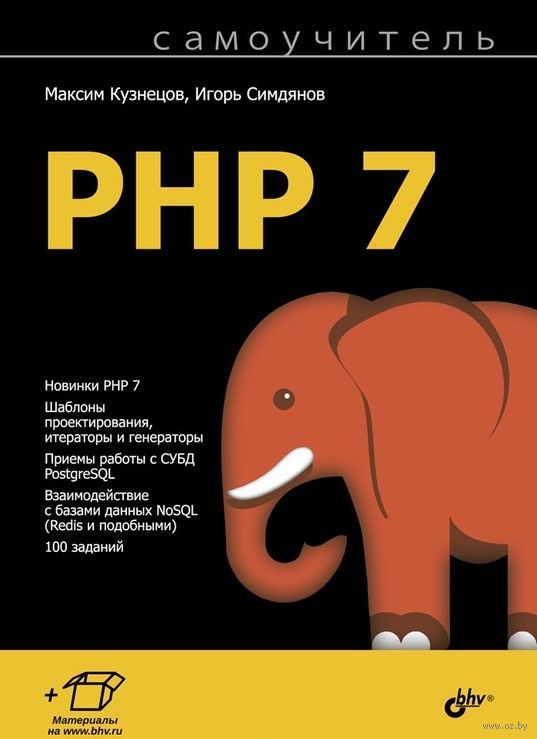 самоучитель
Максим Кузнецов, Игорь Симдянов
PHP 7
Новинки PHP 7
Шаблоны
проектирования,
итераторы и генераторы
Приемы работы с СУБД
PostgreSQL
Взаимодействие
с базами данных NoSQL
(Redis и подобными)
100 заданий
+
Материалы
на www.bhv.ru
bhv®
www.oz.by